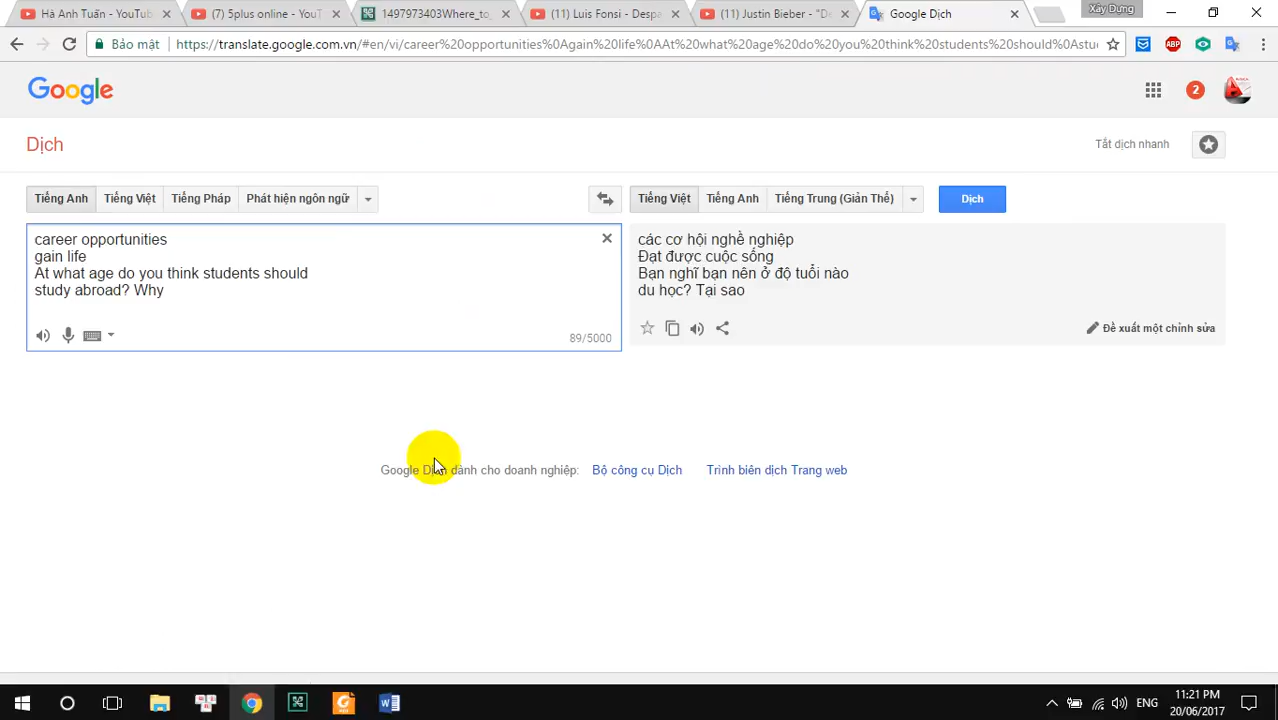 Hà Anh Tuấn - YouTub
(7) 5plus online - YouT
1497973403Where_to_
(11) Luis Fonsi - Despa
(11) Justin Bieber - "De
Google Dịch
Xây Dựng
Bảo mật
https://translate.google.com.vn/#en/vi/career%20opportunities%0Again%20life%0AAt%20what%20age%20do%20you%20think%20students%20should%0Astu
ABP
Google
2
Dịch
Tắt dịch nhanh
Tiếng Anh
Tiếng Việt
Tiếng Pháp
Phát hiện ngôn ngữ
Tiếng Việt
Tiếng Anh
Tiếng Trung (Giản Thể)
Dịch
career opportunities
gain life
At what age do you think students should
study abroad? Why
89/5000
các cơ hội nghề nghiệp
Đạt được cuộc sống
Bạn nghĩ bạn nên ở độ tuổi nào
du học? Tại sao
Đề xuất một chỉnh sửa
Google Dịch dành cho doanh nghiệp:
Bộ công cụ Dịch
Trình biên dịch Trang web
ENG
11:21 PM
20/06/2017